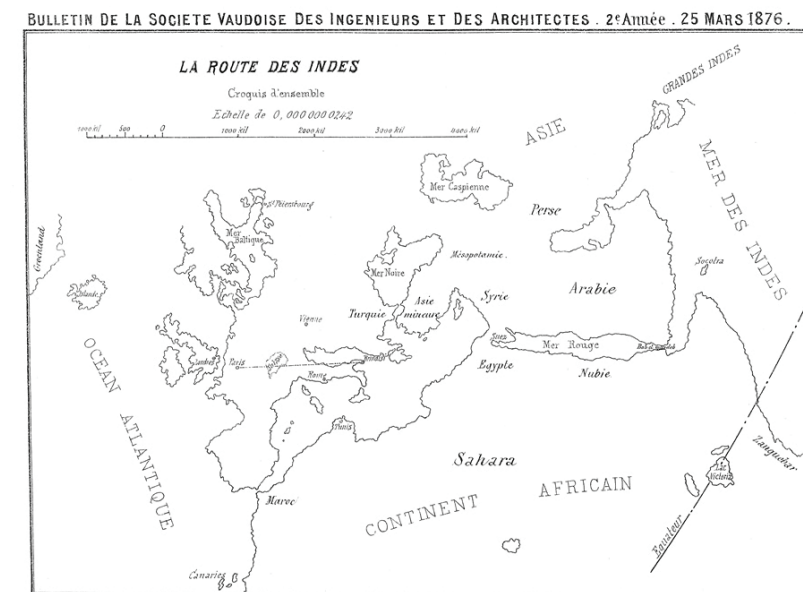 BULLETIN DE LA SOCIETE VAUDOISE DES INGENIEURS ET DES ARCHITECTES . 2e Année . 25 MARS 1876.
LA ROUTE DES INDES
Croquis d'ensemble
Echelle de 0,000 000 0242
1000 kil 500 0 1000 kil 2000 kil 3000 kil 4000 kil
GRANDES INDES
ASIE
MER DES INDES
Mer Caspienne
Perse
St Pétersbourg
Mer Baltique
Groenland
Mer Noire
Mésopotamie.
Socotra
Islande
Arabie
Asie mineure
Syrie
Turquie
Vienne
Suez
Mer Rouge
Londres
Paris
Egypte
Nubie
Rome
OCEAN ATLANTIQUE
Tunis
Zanguebar
Sahara
Lac Victoria
Maroc
CONTINENT AFRICAIN
Equateur
Canaries